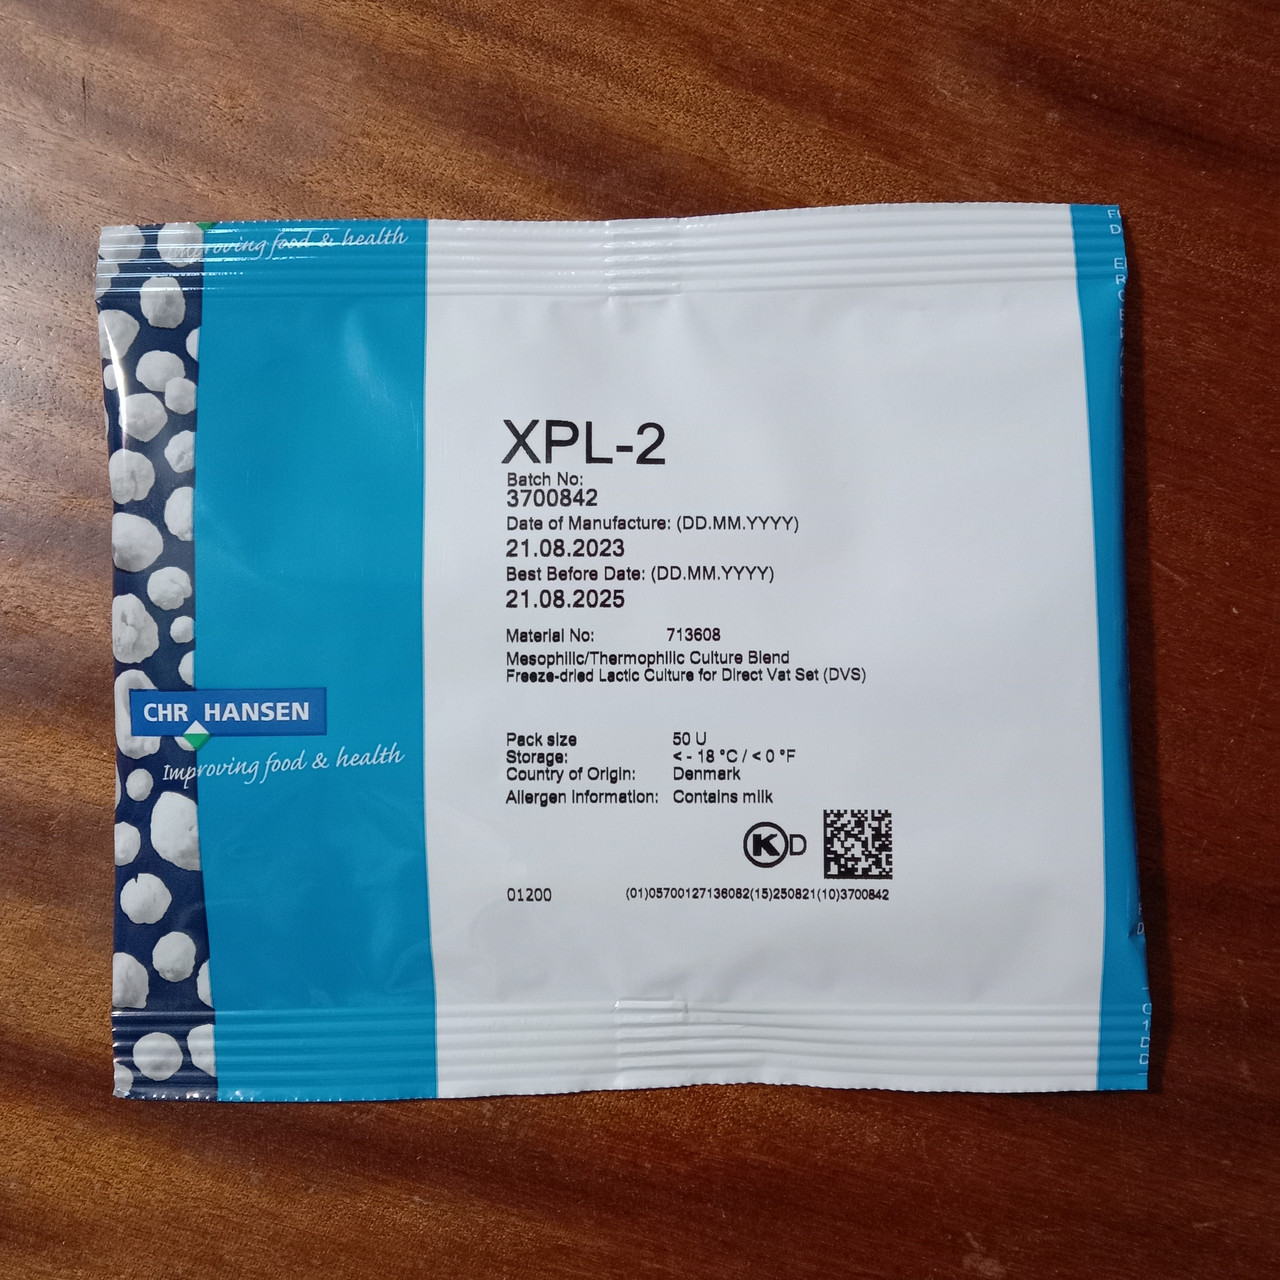 Improving food & health
XPL-2
Batch No:
3700842
Date of Manufacture: (DD.MM.YYYY)
21.08.2023
Best Before Date: (DD.MM.YYYY)
21.08.2025
Material No: 713608
Mesophilic/Thermophilic Culture Blend
Freeze-dried Lactic Culture for Direct Vat Set (DVS)
CHR HANSEN
Improving food & health
Pack size 50 U
Storage: < - 18 °C / < 0 °F
Country of Origin: Denmark
Allergen Information: Contains milk
K D
01200 (01)05700127136082(15)250821(10)3700842